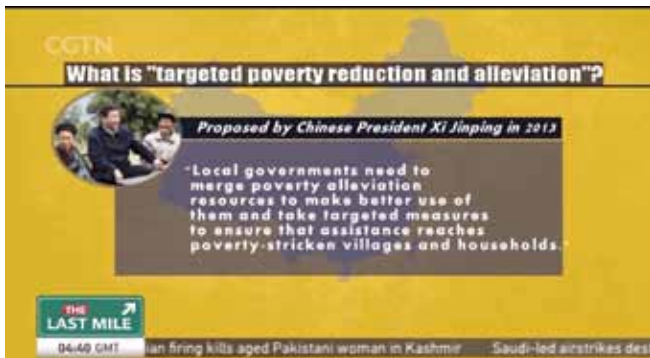 CGTN
What is "targeted poverty reduction and alleviation"?
Proposed by Chinese President Xi Jinping in 2013
"Local governments need to
merge poverty alleviation
resources to make better use of
them and take targeted measures
to ensure that assistance reaches
poverty-stricken villages and households."
THE
LAST MILE
04:40 GMT
ian firing kills aged Pakistani woman in Kashmir Saudi-led airstrikes des